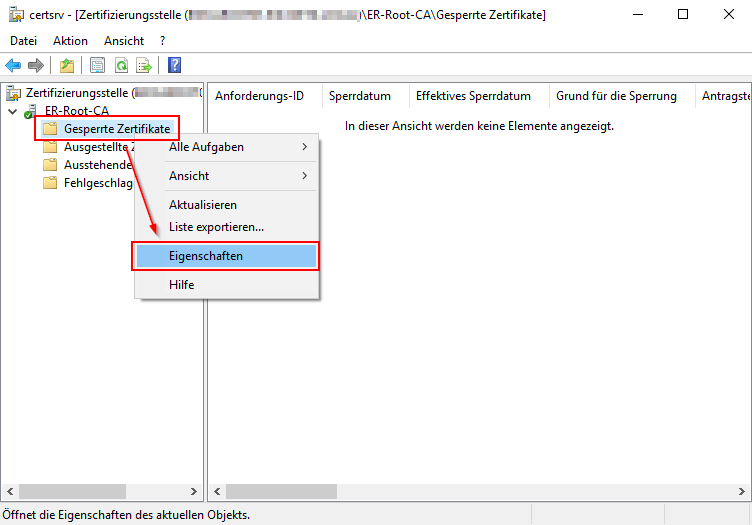 certsrv - [Zertifizierungsstelle ( )\ER-Root-CA\Gesperrte Zertifikate]
Datei Aktion Ansicht ?
Zertifizierungsstelle (
ER-Root-CA
Gesperrte Zertifikate
Ausgestellte Z
Ausstehende
Fehlgeschlag
Alle Aufgaben
Ansicht
Aktualisieren
Liste exportieren...
Eigenschaften
Hilfe
Anforderungs-ID Sperrdatum Effektives Sperrdatum Grund für die Sperrung Antragste
In dieser Ansicht werden keine Elemente angezeigt.
Öffnet die Eigenschaften des aktuellen Objekts.